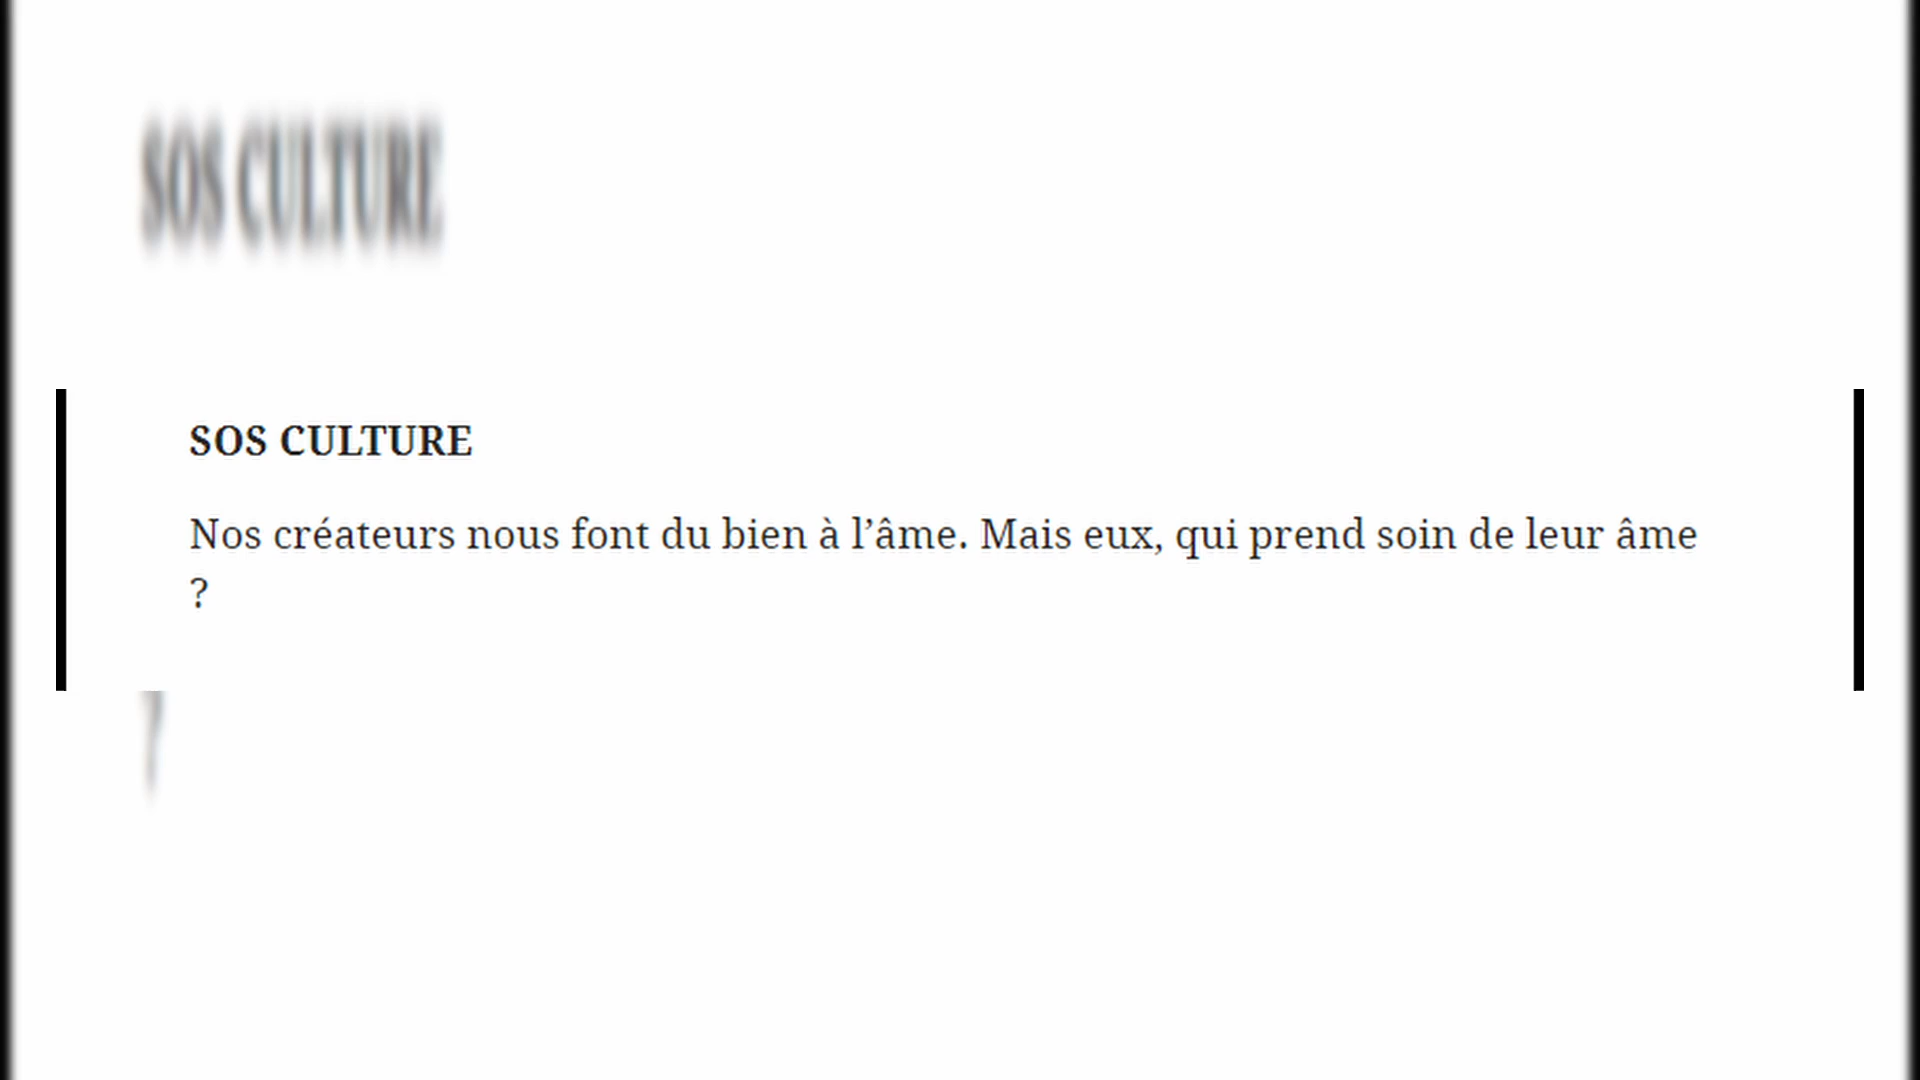 SOS CULTURE
SOS CULTURE
Nos créateurs nous font du bien à l’âme. Mais eux, qui prend soin de leur âme
?
?